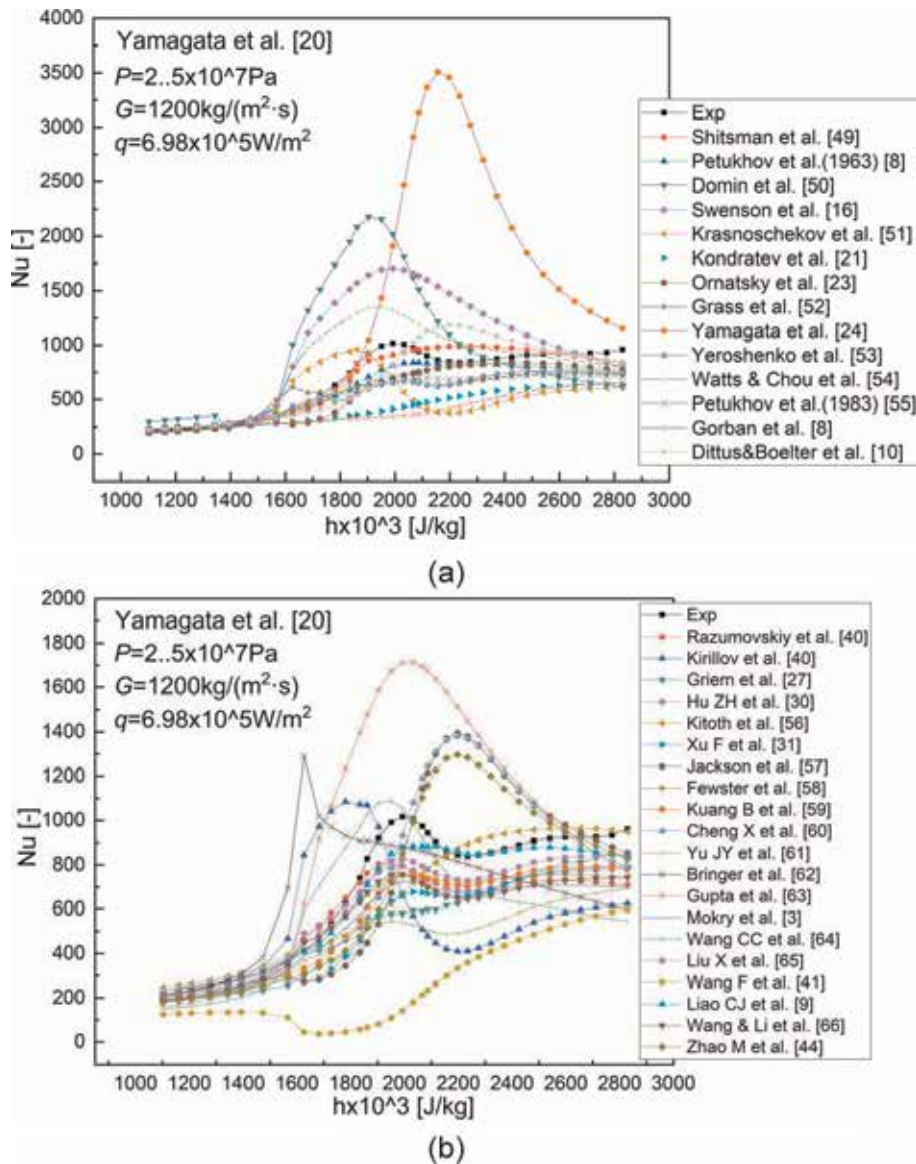 4000
3500
3000
2500
2000
1500
1000
500
0
Nu [-]
Yamagata et al. [20]
P=2..5x10^7Pa
G=1200kg/(m²·s)
q=6.98x10^5W/m²
Exp
Shitsman et al. [49]
Petukhov et al.(1963) [8]
Domin et al. [50]
Swenson et al. [16]
Krasnoschekov et al. [51]
Kondratev et al. [21]
Ornatsky et al. [23]
Grass et al. [52]
Yamagata et al. [24]
Yeroshenko et al. [53]
Watts & Chou et al. [54]
Petukhov et al.(1983) [55]
Gorban et al. [8]
Dittus&Boelter et al. [10]
1000 1200 1400 1600 1800 2000 2200 2400 2600 2800 3000
hx10^3 [J/kg]
(a)
2000
1800
1600
1400
1200
1000
800
600
400
200
0
Nu [-]
Yamagata et al. [20]
P=2..5x10^7Pa
G=1200kg/(m²·s)
q=6.98x10^5W/m²
Exp
Razumovskiy et al. [40]
Kirillov et al. [40]
Griem et al. [27]
Hu ZH et al. [30]
Kitoth et al. [56]
Xu F et al. [31]
Jackson et al. [57]
Fewster et al. [58]
Kuang B et al. [59]
Cheng X et al. [60]
Yu JY et al. [61]
Bringer et al. [62]
Gupta et al. [63]
Mokry et al. [3]
Wang CC et al. [64]
Liu X et al. [65]
Wang F et al. [41]
Liao CJ et al. [9]
Wang & Li et al. [66]
Zhao M et al. [44]
1000 1200 1400 1600 1800 2000 2200 2400 2600 2800 3000
hx10^3 [J/kg]
(b)